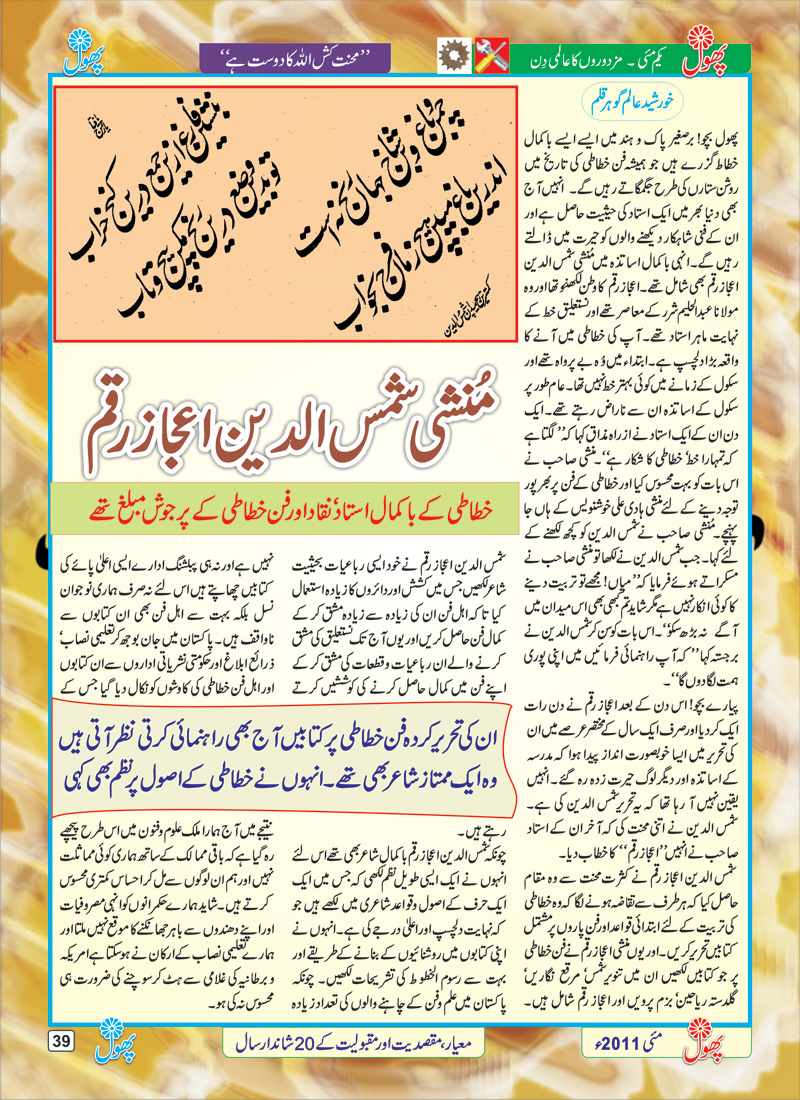 پھول
یکم مئی ۔ مزدوروں کا عالمی دِن
”محنت کش اللہ کا دوست ہے“
پھول
خورشید عالم گوہر قلم
پھول بچو! برصغیر پاک و ہند میں ایسے ایسے باکمال
خطاط گزرے ہیں جو ہمیشہ فن خطاطی کی تاریخ میں
روشن ستاروں کی طرح جگمگاتے رہیں گے۔ انہیں آج
بھی دنیا بھر میں ایک استاد کی حیثیت حاصل ہے اور
ان کے فنی شاہکار دیکھنے والوں کو حیرت میں ڈالتے
رہیں گے۔ انہی باکمال اساتذہ میں مُنشی شمس الدین
اعجاز رقم بھی شامل تھے۔ اعجاز رقم کا وطن لکھنؤ تھا اور وہ
مولانا عبدالحلیم شرر کے معاصر تھے اور نستعلیق خط کے
نہایت ماہر استاد تھے۔ آپ کی خطاطی میں آنے کا
واقعہ بڑا دلچسپ ہے۔ ابتداء میں وُہ بے پرواہ تھے اور
سکول کے زمانے میں کوئی بہتر خط نہیں تھا۔ عام طور پر
سکول کے اساتذہ ان سے ناراض رہتے تھے۔ ایک
دن ان کے ایک استاد نے ازراہ مذاق کہا کہ ”لگتا ہے
کہ تمہارا خط‘ خطاطی کا شکار ہے“۔ منشی صاحب نے
اس بات کو بہت محسوس کیا اور خطاطی کے فن پر بھرپور
توجہ دینے کے لئے منشی ہادی علی خوشنویس کے ہاں جا
پہنچے۔ مُنشی صاحب نے شمس الدین کو کچھ لکھنے کے
لئے کہا۔ جب شمس الدین نے لکھا تو منشی صاحب نے
مسکراتے ہوئے فرمایا کہ ”میاں! مجھے تو تربیت دینے
کا کوئی انکار نہیں ہے مگر شاید تُم کبھی بھی اس میدان میں
آگے نہ بڑھ سکو“۔ اس بات کو سن کر شمس الدین نے
برجستہ کہا ”کہ آپ راہنمائی فرمائیں میں اپنی پوری
ہمت لگا دوں گا“۔
پیارے بچو! اس دن کے بعد اعجاز رقم نے دن رات
ایک کر دیا اور صرف ایک سال کے مختصر عرصے میں ان
کی تحریر میں ایسا خوبصورت انداز پیدا ہوا کہ مدرسہ
کے اساتذہ اور دیگر لوگ حیرت زدہ رہ گئے۔ انہیں
یقین نہیں آ رہا تھا کہ یہ تحریر شمس الدین کی ہے۔
شمس الدین نے اتنی محنت کی کہ آخر ان کے استاد
صاحب نے انہیں ”اعجاز رقم“ کا خطاب دیا۔
شمس الدین اعجاز رقم نے کثرت محنت سے وہ مقام
حاصل کیا کہ ہر طرف سے تقاضہ ہونے لگا کہ وہ خطاطی
کی تربیت کے لئے ابتدائی قواعد اور فن پاروں پر مشتمل
کتابیں تحریر کریں۔ اور یوں منشی اعجاز رقم نے فن خطاطی
پر جو کتابیں لکھیں ان میں تنویر شمس‘ مرقع نگاریں‘
گلدستہ ریاحین‘ بزم پرویں اور اعجاز رقم شامل ہیں۔
چمن و باغ و شاخ جہان
اندرین باغ
تو بدین وضع درین
مُنشی شمس الدین اعجاز رقم
خطاطی کے باکمال استاد‘ نقاد اور فن خطاطی کے پرجوش مبلغ تھے
شمس الدین اعجاز رقم نے خود ایسی رباعیات بحیثیت
شاعر لکھیں جس میں کشش اور دائروں کا زیادہ استعمال
کیا تاکہ اہل فن ان کی زیادہ سے زیادہ مشق کر کے
کمال فن حاصل کریں اور یوں آج تک نستعلیق کی مشق
کرنے والے ان رباعیات و قطعات کی مشق کر کے
اپنے فن میں کمال حاصل کرنے کی کوششیں کرتے
ان کی تحریر کردہ فن خطاطی پر کتابیں آج بھی راہنمائی کرتی نظر آتی ہیں
وہ ایک ممتاز شاعر بھی تھے۔ انہوں نے خطاطی کے اصول پر نظم بھی کہی
رہتے ہیں۔
چونکہ شمس الدین اعجاز رقم باکمال شاعر بھی تھے اس لئے
انہوں نے ایک ایسی طویل نظم لکھی کہ جس میں ایک
ایک حرف کے اصول و قواعد شاعری میں لکھے ہیں جو
کہ نہایت دلچسپ اور اعلیٰ درجے کی ہے۔ انہوں نے
اپنی کتابوں میں روشنائیوں کے بنانے کے طریقے اور
بہت سے رسوم الخطوط کی تشریحات لکھیں۔ چونکہ
پاکستان میں علم و فن کے چاہنے والوں کی تعداد زیادہ
نہیں ہے اور نہ ہی پبلشنگ ادارے ایسی اعلیٰ پائے کی
کتابیں چھاپتے ہیں اس لئے نہ صرف ہماری نوجوان
نسل بلکہ بہت سے اہل فن بھی ان کتابوں سے
ناواقف ہیں۔ پاکستان میں جان بوجھ کر تعلیمی نصاب‘
ذرائع ابلاغ اور حکومتی نشریاتی اداروں سے ان کتابوں
اور اہل فن خطاطی کی کاوشوں کو نکال دیا گیا جس کے
نتیجے میں آج ہمارا ملک علوم و فنون میں اس طرح پیچھے
رہ گیا ہے کہ باقی ممالک کے ساتھ ہماری کوئی مماثلت
نہیں اور ہم ان لوگوں سے مل کر احساس کمتری محسوس
کرتے ہیں۔ شاید ہمارے حکمرانوں کو اپنی مصروفیات
اور اپنے دھندوں سے باہر جھانکنے کا موقع نہیں ملتا اور
ہمارے تعلیمی نصاب کے ارکان نے ہو سکتا ہے امریکہ
و برطانیہ کی غلامی سے ہٹ کر سوچنے کی ضرورت ہی
محسوس نہ کی ہو۔
پھول
مئی 2011ء
معیار، مقصدیت اور مقبولیت کے 20 شاندار سال
پھول
39